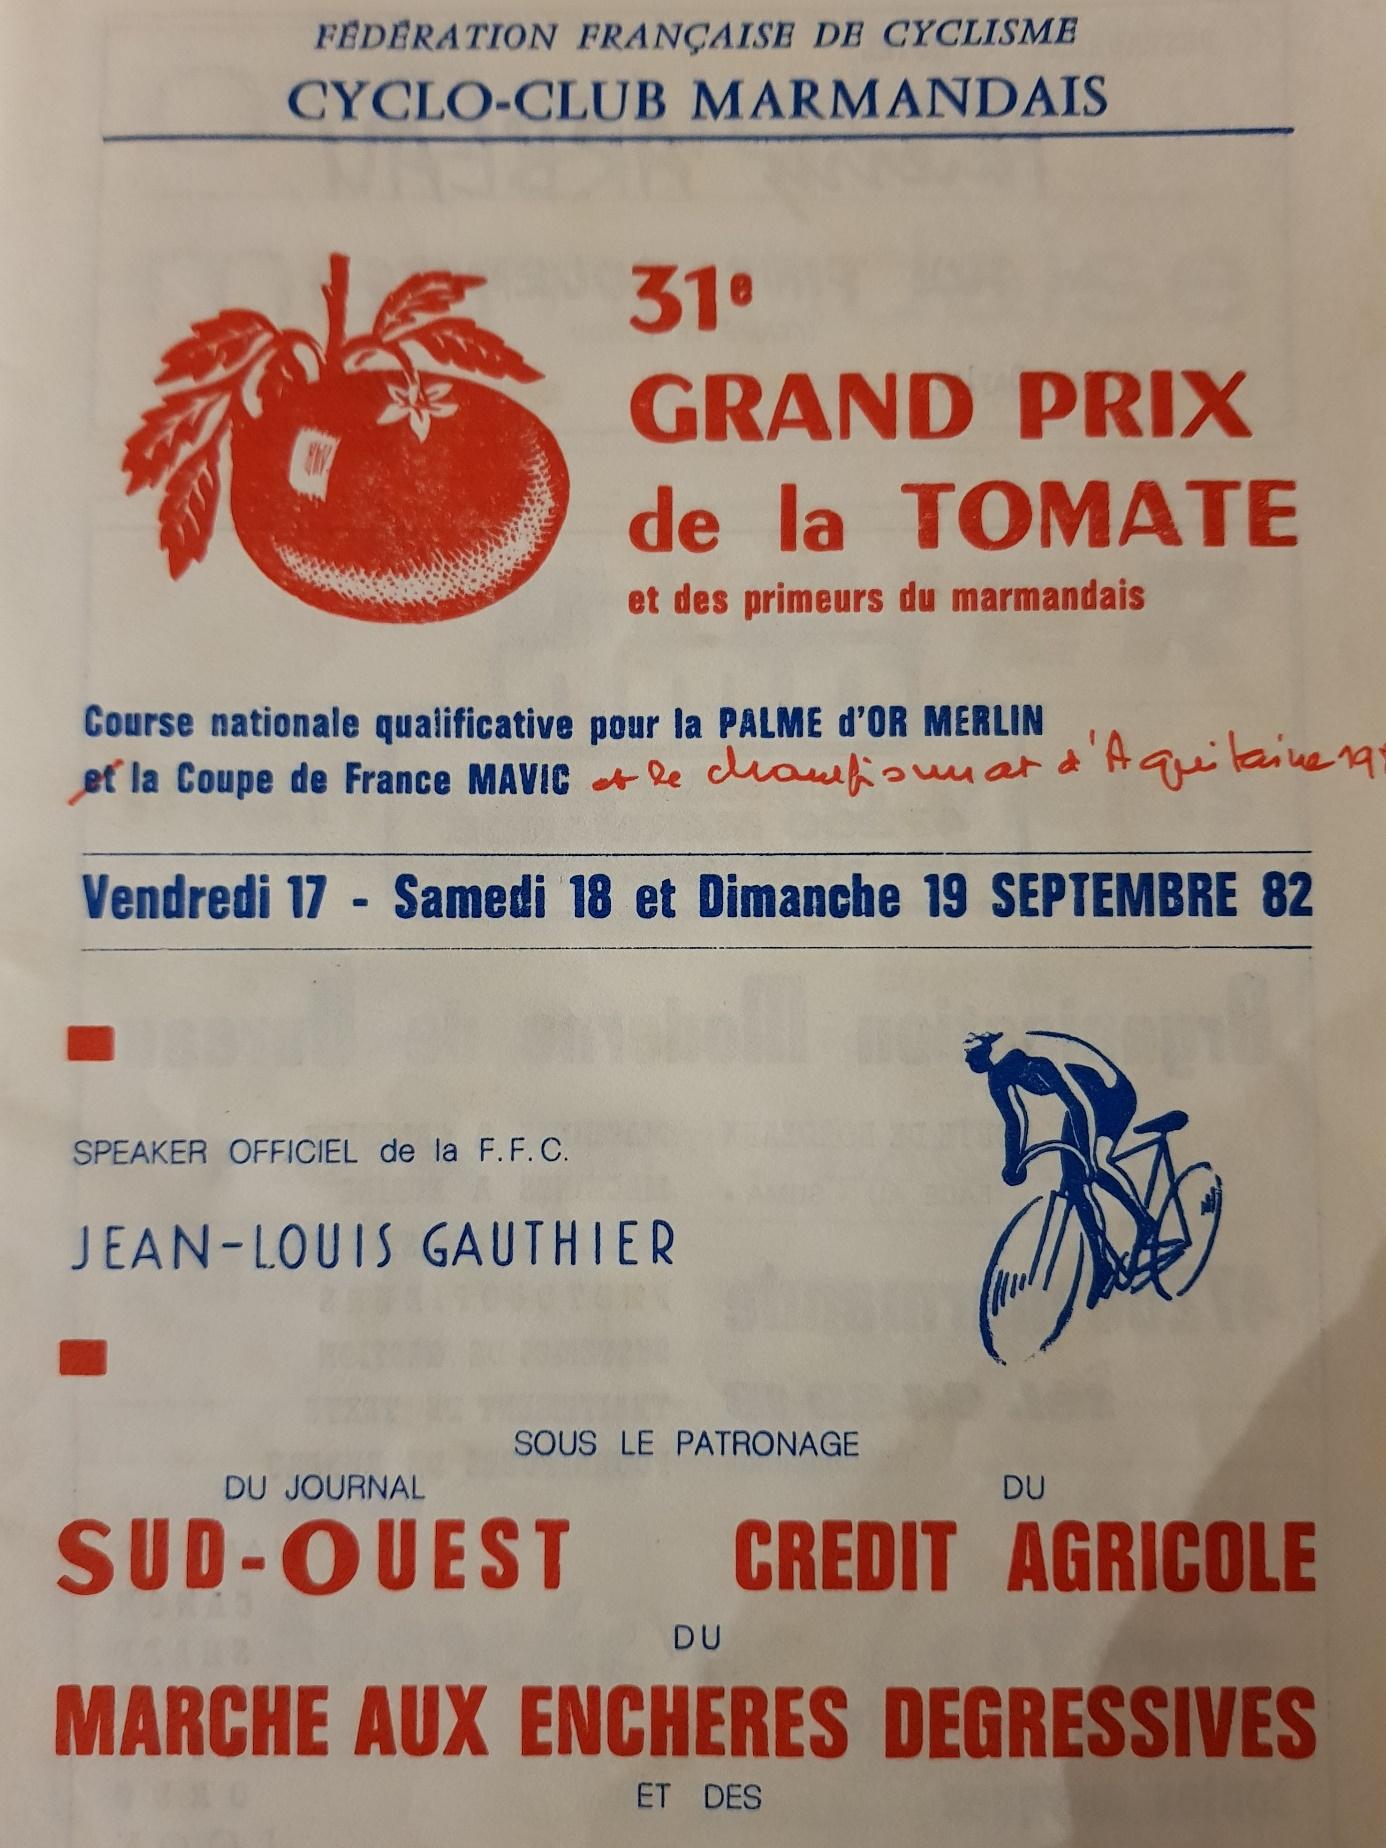 FÉDÉRATION FRANÇAISE DE CYCLISME
CYCLO-CLUB MARMANDAIS
31e
GRAND PRIX
de la TOMATE
et des primeurs du marmandais
Course nationale qualificative pour la PALME d'OR MERLIN
et la Coupe de France MAVIC et le championnat d'Aquitaine 19
Vendredi 17 - Samedi 18 et Dimanche 19 SEPTEMBRE 82
SPEAKER OFFICIEL de la F.F.C.
JEAN-LOUIS GAUTHIER
SOUS LE PATRONAGE
DU JOURNAL DU
SUD-OUEST CREDIT AGRICOLE
DU
MARCHE AUX ENCHERES DEGRESSIVES
ET DES